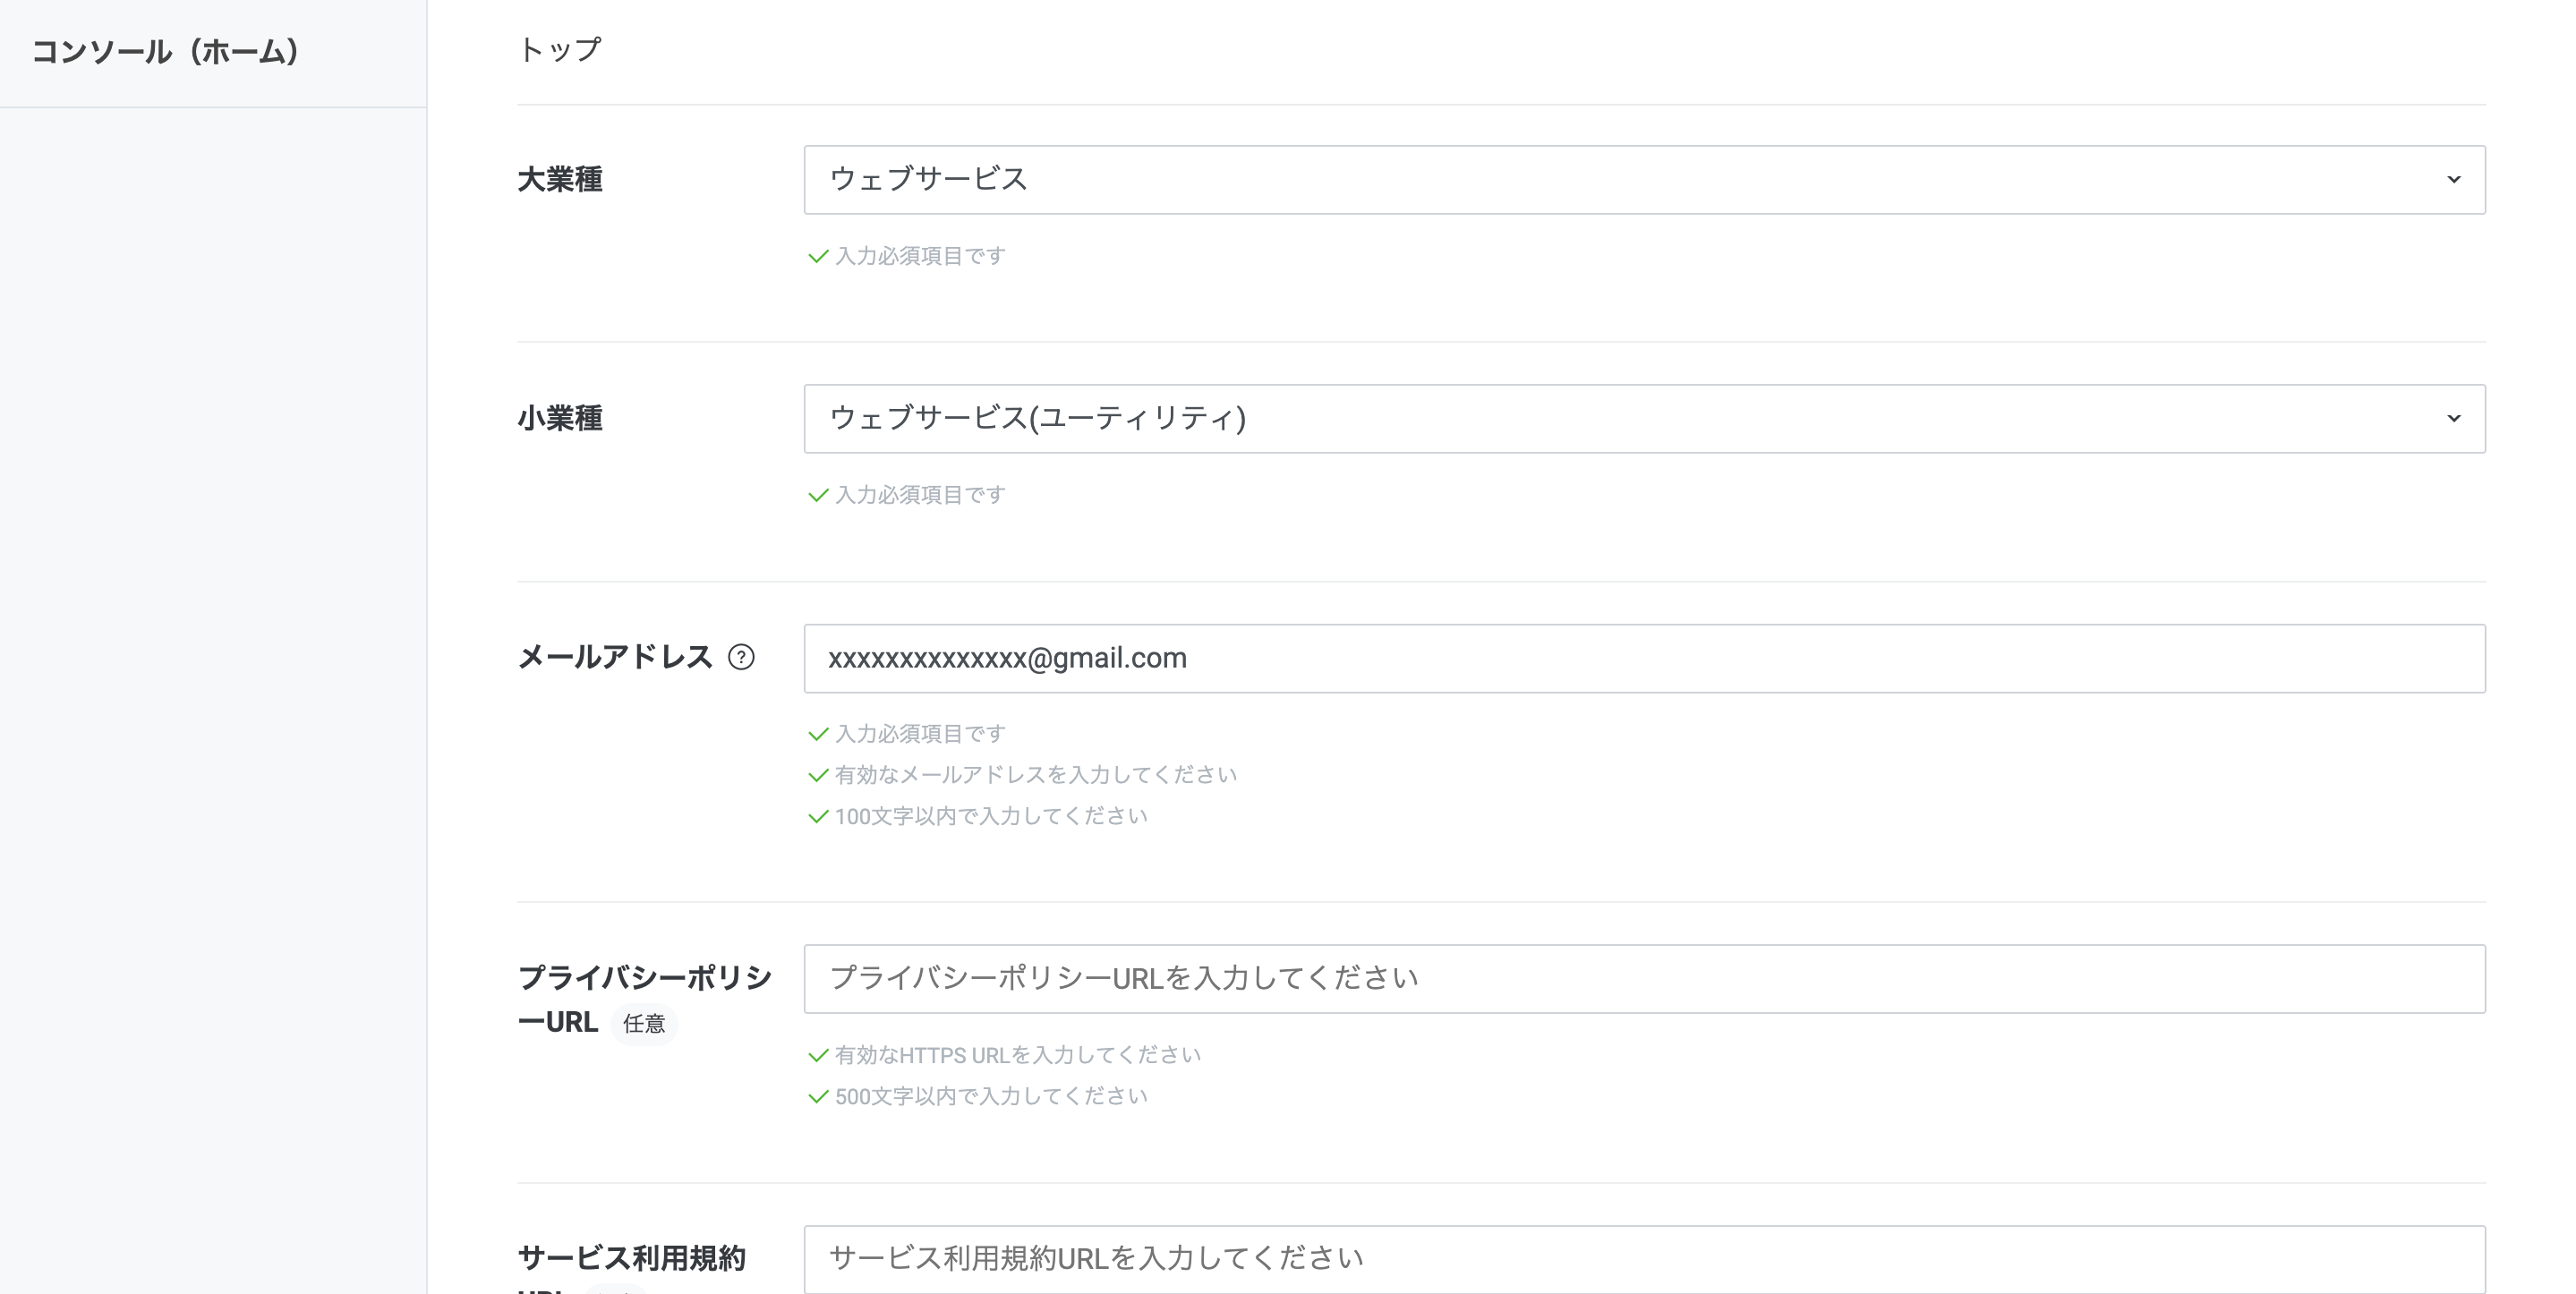 コンソール（ホーム）
トップ
大業種
ウェブサービス
入力必須項目です
小業種
ウェブサービス(ユーティリティ)
入力必須項目です
メールアドレス ?
xxxxxxxxxxxxxx@gmail.com
入力必須項目です
有効なメールアドレスを入力してください
100文字以内で入力してください
プライバシーポリシ
ーURL 任意
プライバシーポリシーURLを入力してください
有効なHTTPS URLを入力してください
500文字以内で入力してください
サービス利用規約
サービス利用規約URLを入力してください